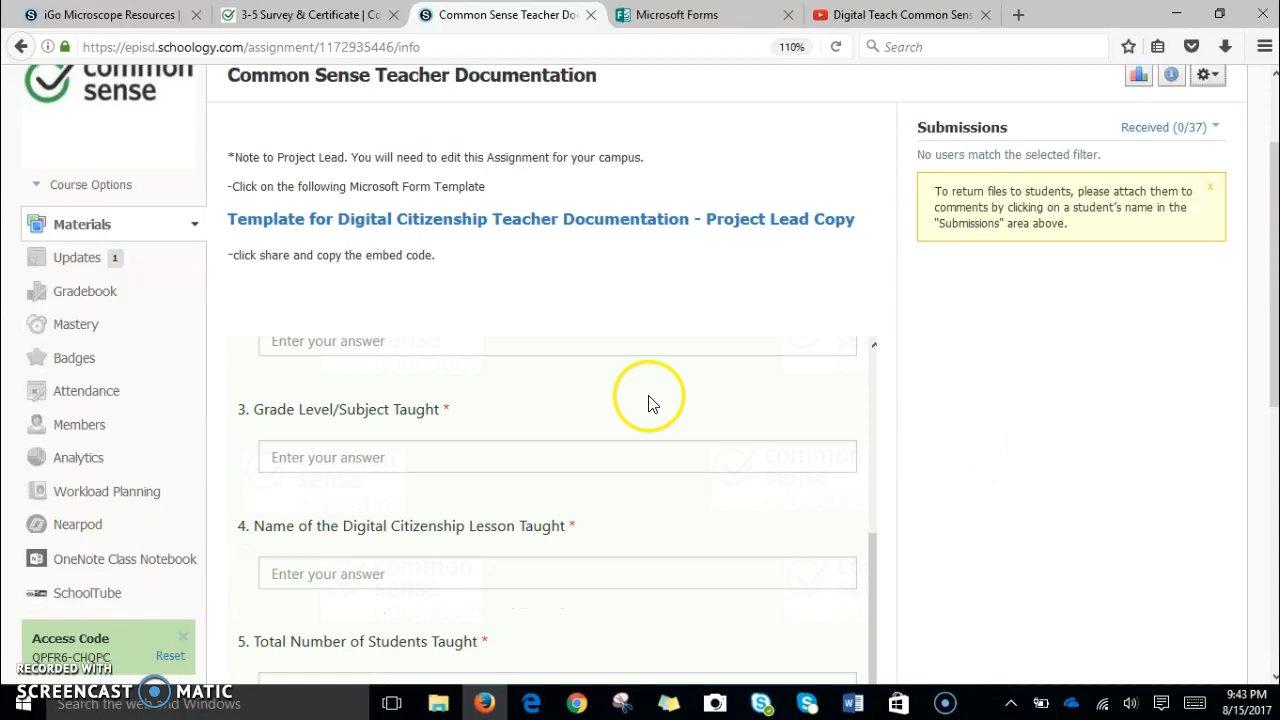 iGo Microscope Resources | ×
3-5 Survey & Certificate | Co ×
Common Sense Teacher Do ×
Microsoft Forms ×
Digital Teach Common Sen ×
https://episd.schoology.com/assignment/1172935446/info
110%
Search
common
sense
Common Sense Teacher Documentation
*Note to Project Lead. You will need to edit this Assignment for your campus.
-Click on the following Microsoft Form Template
Template for Digital Citizenship Teacher Documentation - Project Lead Copy
-click share and copy the embed code.
Enter your answer
3. Grade Level/Subject Taught *
Enter your answer
4. Name of the Digital Citizenship Lesson Taught *
Enter your answer
5. Total Number of Students Taught *
Submissions
Received (0/37)
No users match the selected filter.
To return files to students, please attach them to
comments by clicking on a student's name in the
"Submissions" area above.
x
Course Options
Materials
Updates 1
Gradebook
Mastery
Badges
Attendance
Members
Analytics
Workload Planning
Nearpod
OneNote Class Notebook
SchoolTube
Access Code
QPFR6-CHQPC
Reset
RECORDED WITH
SCREENCAST MATIC
Search the web and Windows
9:43 PM
8/15/2017